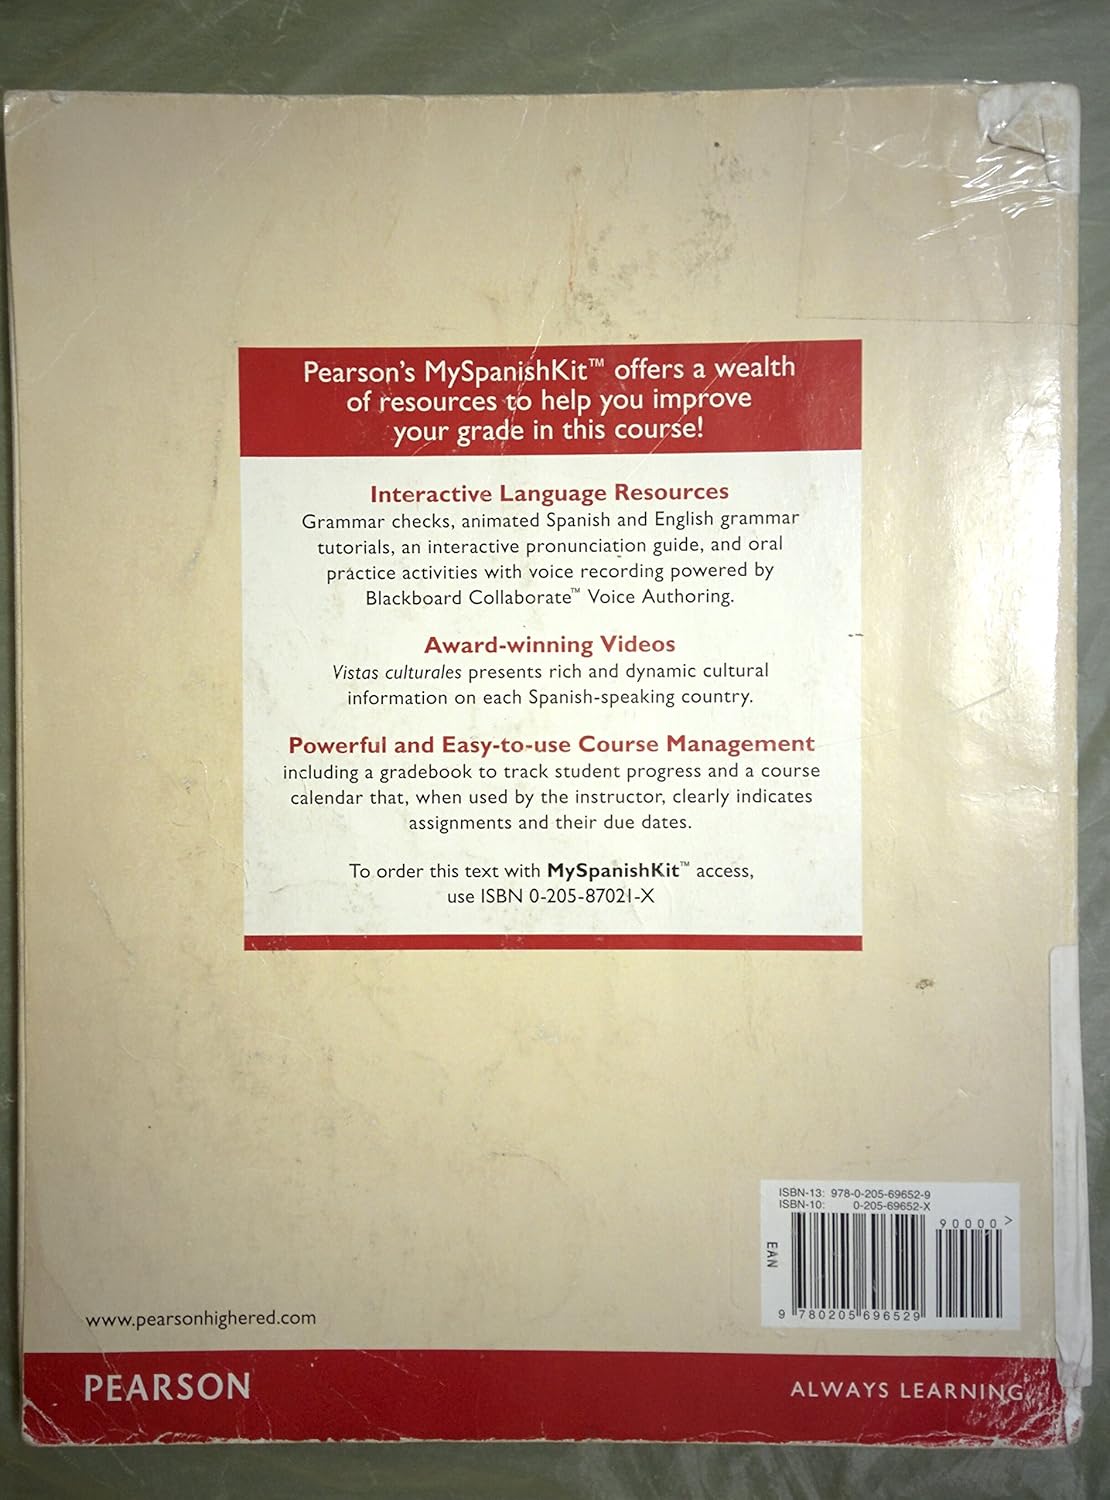 Pearson's MySpanishKit™ offers a wealth
of resources to help you improve
your grade in this course!
Interactive Language Resources
Grammar checks, animated Spanish and English grammar
tutorials, an interactive pronunciation guide, and oral
practice activities with voice recording powered by
Blackboard Collaborate™ Voice Authoring.
Award-winning Videos
Vistas culturales presents rich and dynamic cultural
information on each Spanish-speaking country.
Powerful and Easy-to-use Course Management
including a gradebook to track student progress and a course
calendar that, when used by the instructor, clearly indicates
assignments and their due dates.
To order this text with MySpanishKit™ access,
use ISBN 0-205-87021-X
ISBN-13: 978-0-205-69652-9
ISBN-10: 0-205-69652-X
90000>
EAN
9 780205 696529
www.pearsonhighered.com
PEARSON
ALWAYS LEARNING